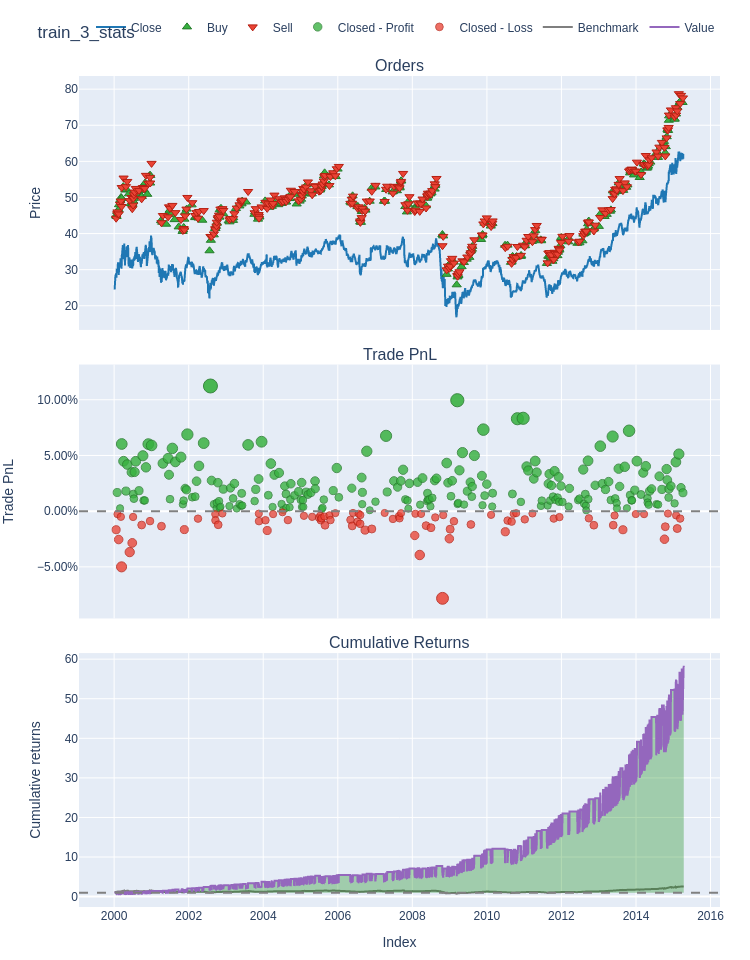 train_3_stats
Close Buy Sell Closed - Profit Closed - Loss Benchmark Value
Orders
80
70
60
50
40
30
20
Price
Trade PnL
10.00%
5.00%
0.00%
−5.00%
Trade PnL
Cumulative Returns
60
50
40
30
20
10
0
Cumulative returns
2000 2002 2004 2006 2008 2010 2012 2014 2016
Index